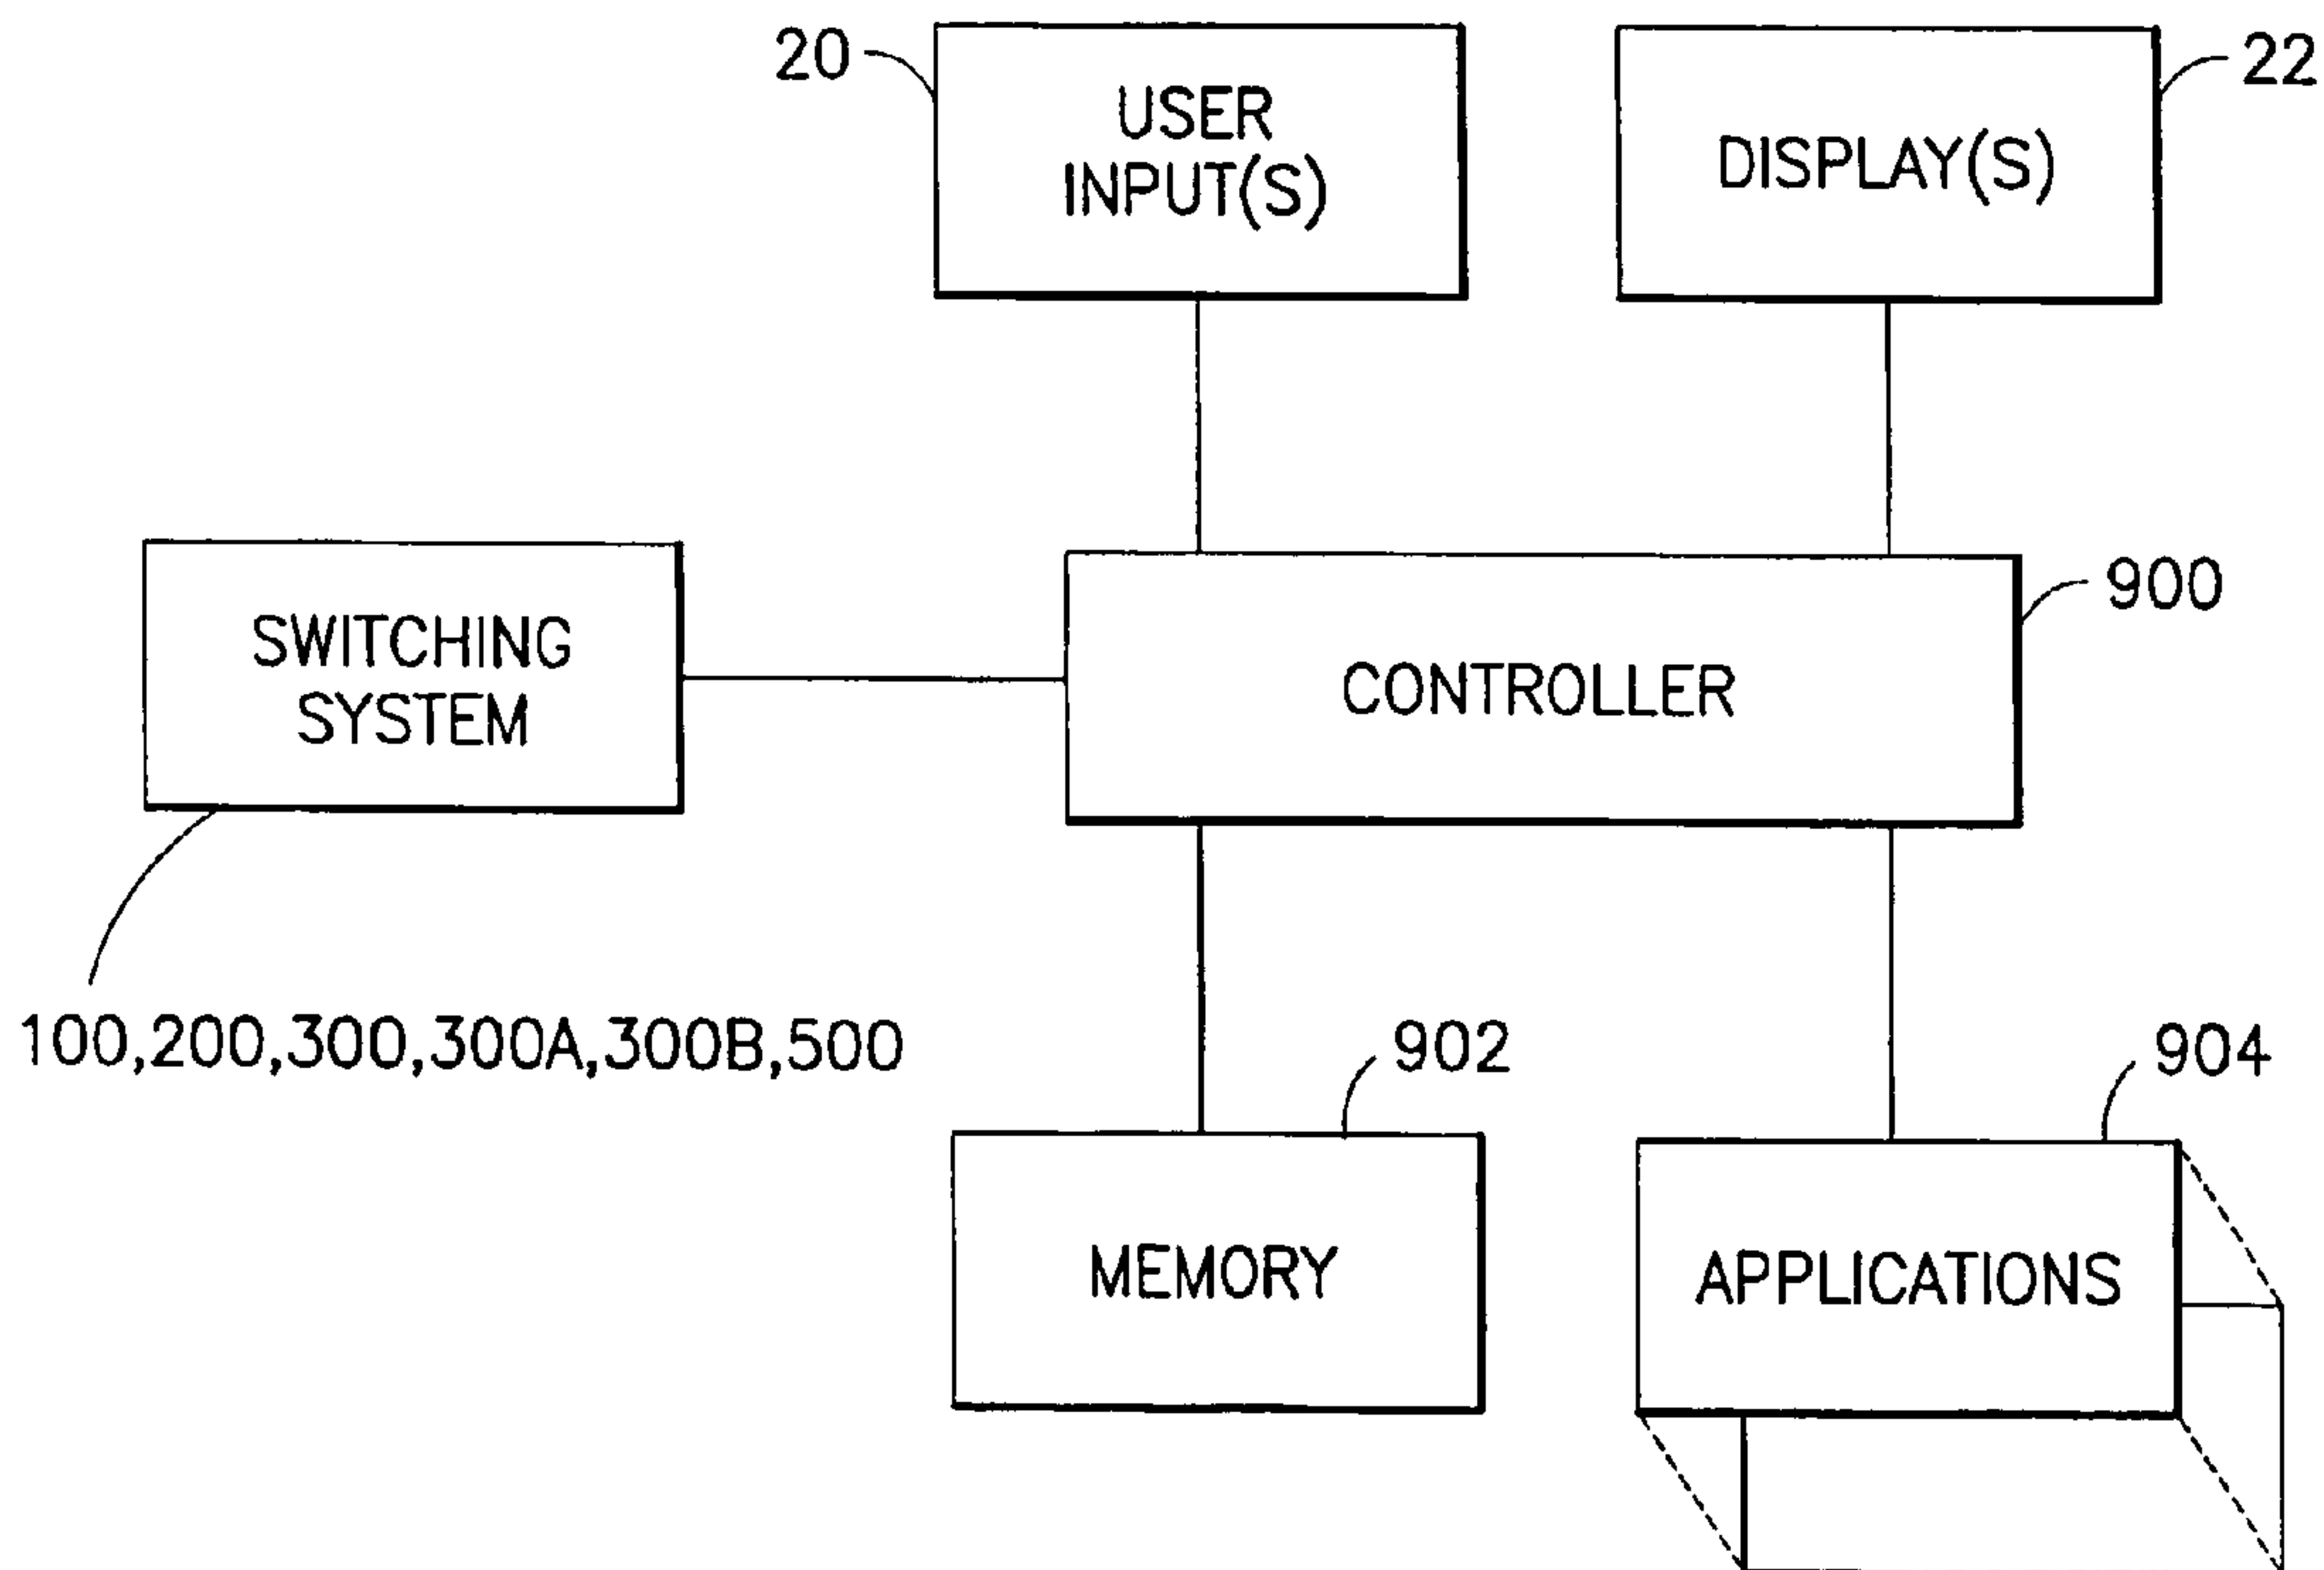 20
USER
INPUT(S)
DISPLAY(S)
22
SWITCHING
SYSTEM
CONTROLLER
900
100,200,300,300A,300B,500
902
904
MEMORY
APPLICATIONS